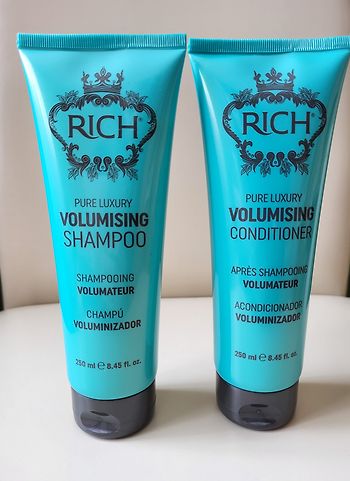 RICH®
PURE LUXURY
VOLUMISING
SHAMPOO
SHAMPOOING
VOLUMATEUR
CHAMPÚ
VOLUMINIZADOR
250 ml ℮ 8.45 fl. oz.
RICH®
PURE LUXURY
VOLUMISING
CONDITIONER
APRÈS SHAMPOOING
VOLUMATEUR
ACONDICIONADOR
VOLUMINIZADOR
250 ml ℮ 8.45 fl. oz.